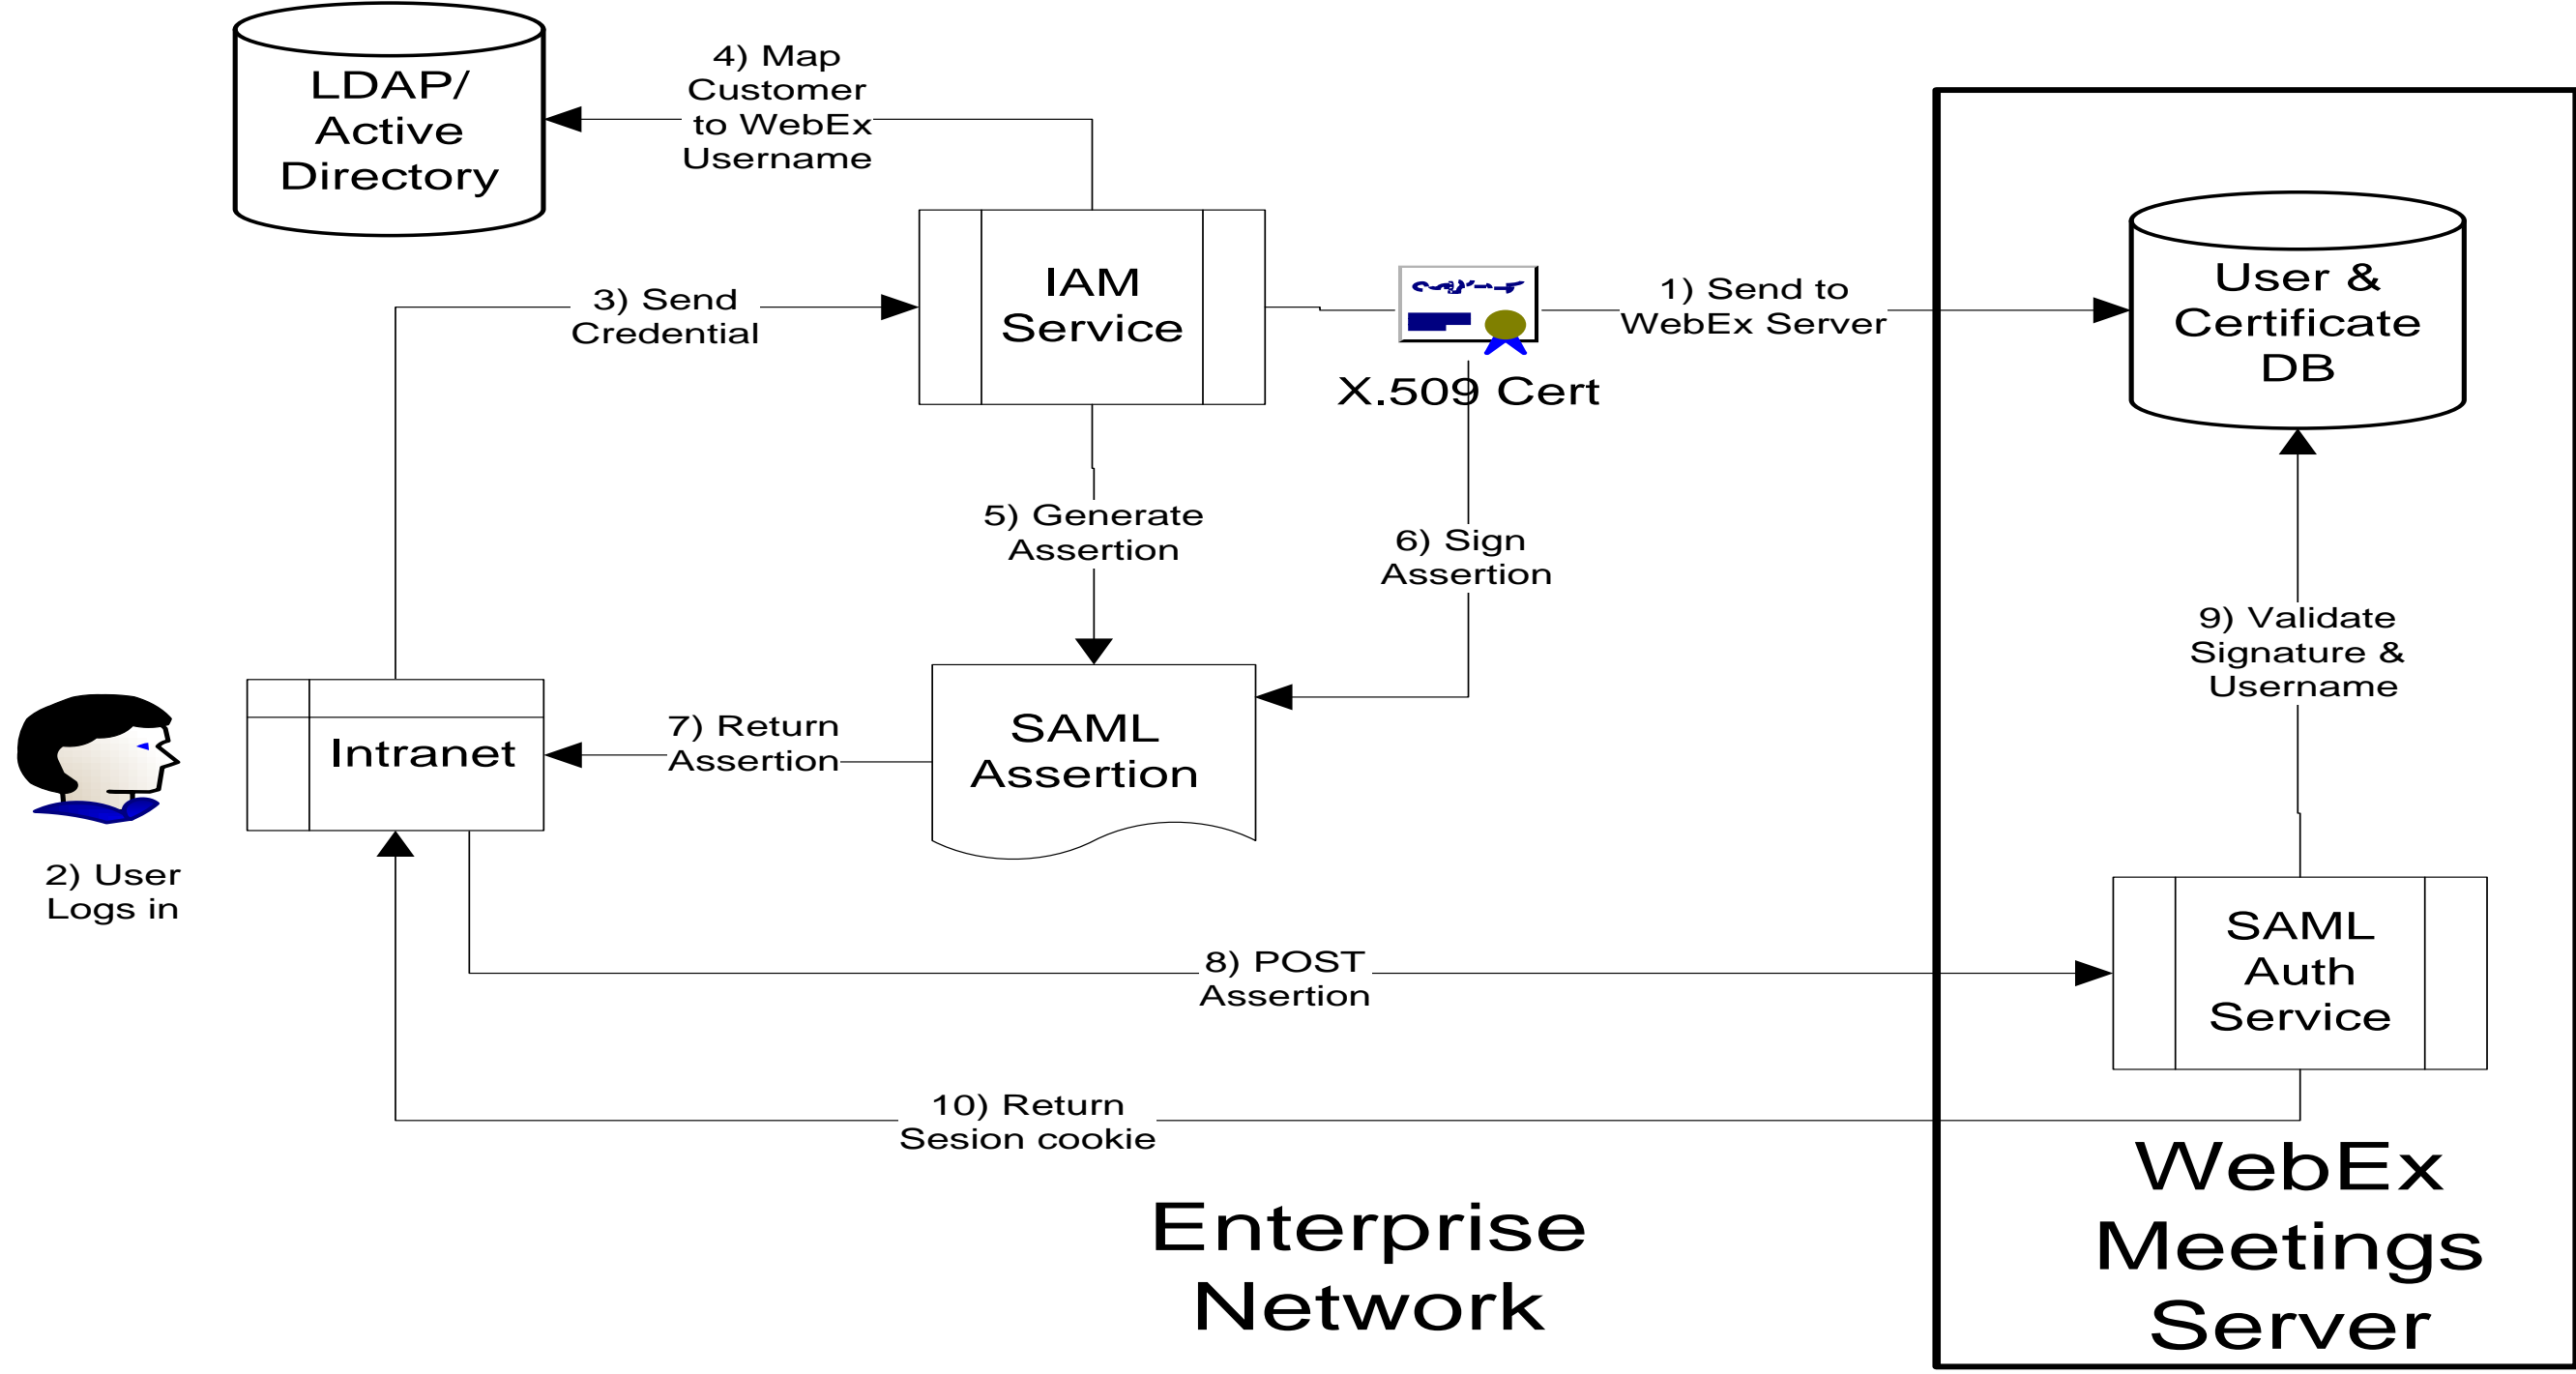 LDAP/
Active
Directory
4) Map
Customer
to WebEx
Username
3) Send
Credential
IAM
Service
X.509 Cert
1) Send to
WebEx Server
User &
Certificate
DB
5) Generate
Assertion
6) Sign
Assertion
9) Validate
Signature &
Username
2) User
Logs in
Intranet
7) Return
Assertion
SAML
Assertion
8) POST
Assertion
SAML
Auth
Service
10) Return
Sesion cookie
Enterprise
Network
WebEx
Meetings
Server